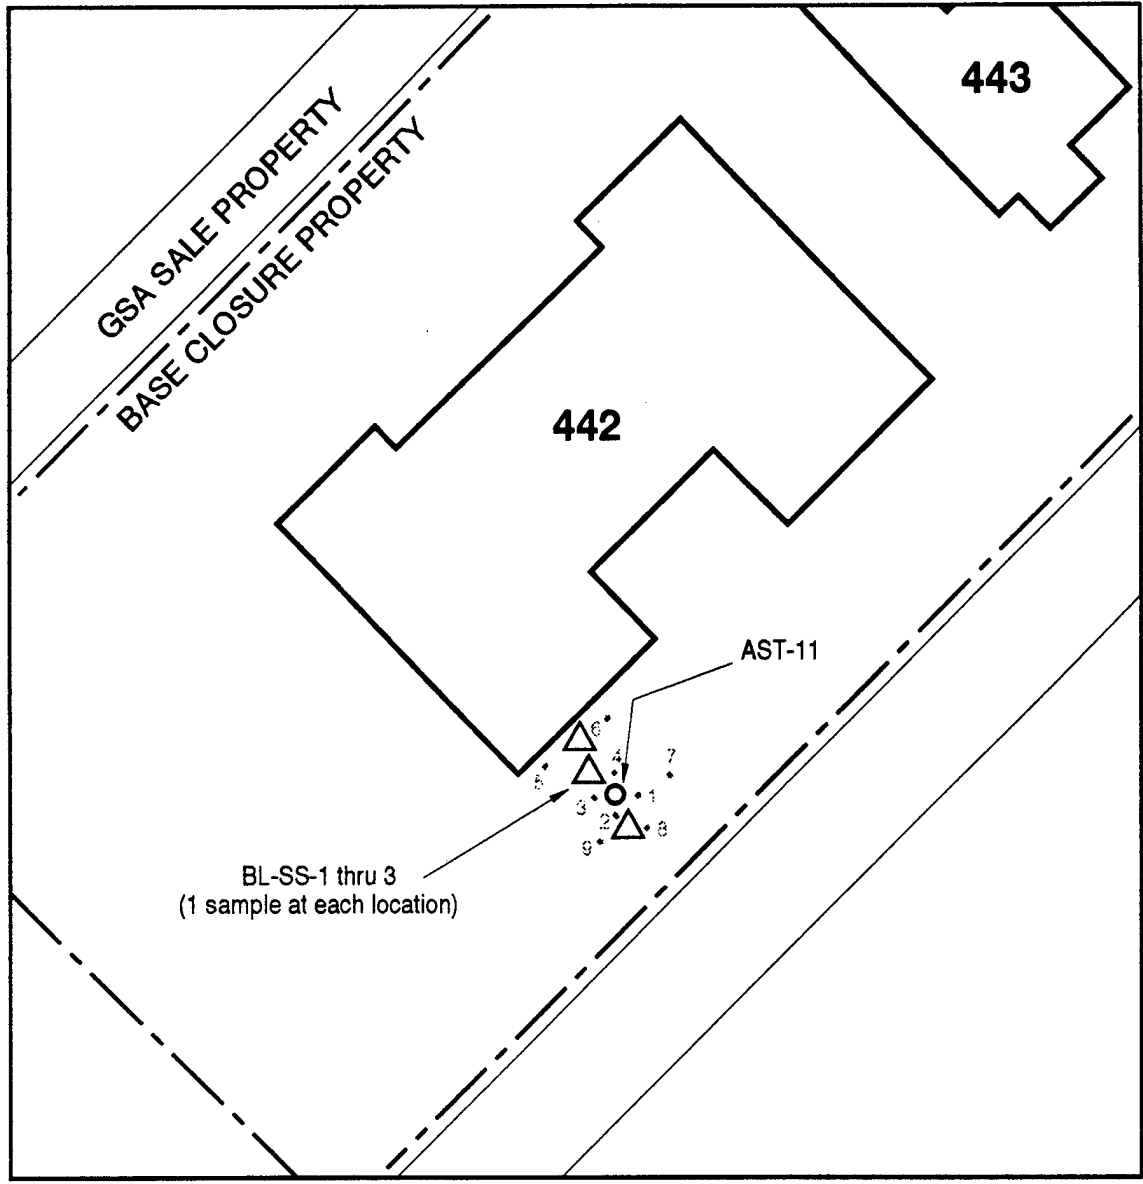 443
GSA SALE PROPERTY
BASE CLOSURE PROPERTY
442
AST-11
6
4
7
5
3
1
2
8
9
BL-SS-1 thru 3
(1 sample at each location)